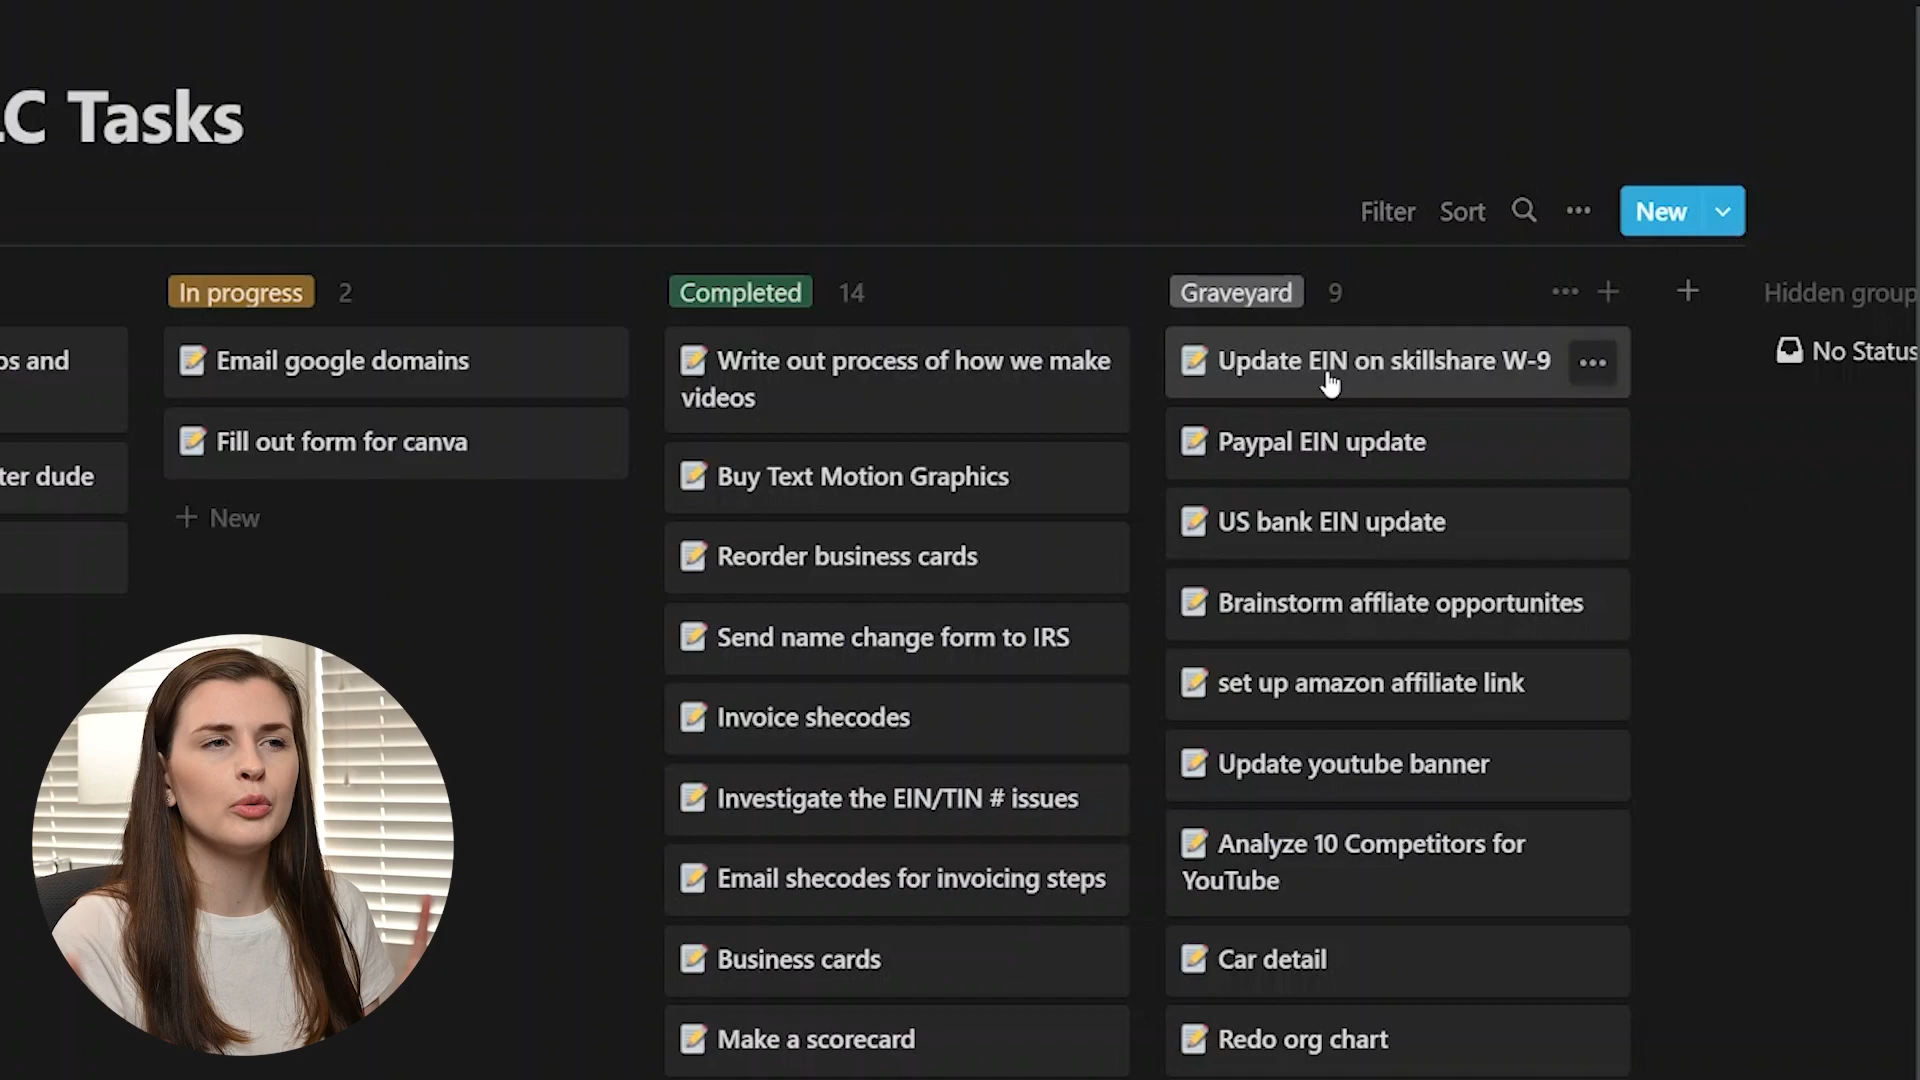 LC Tasks
Filter Sort
New
In progress 2
Completed 14
Graveyard 9
Hidden group
os and
ter dude
Email google domains
Fill out form for canva
New
Write out process of how we make
videos
Buy Text Motion Graphics
Reorder business cards
Send name change form to IRS
Invoice shecodes
Investigate the EIN/TIN # issues
Email shecodes for invoicing steps
Business cards
Make a scorecard
Update EIN on skillshare W-9
Paypal EIN update
US bank EIN update
Brainstorm affliate opportunites
set up amazon affiliate link
Update youtube banner
Analyze 10 Competitors for
YouTube
Car detail
Redo org chart
No Status